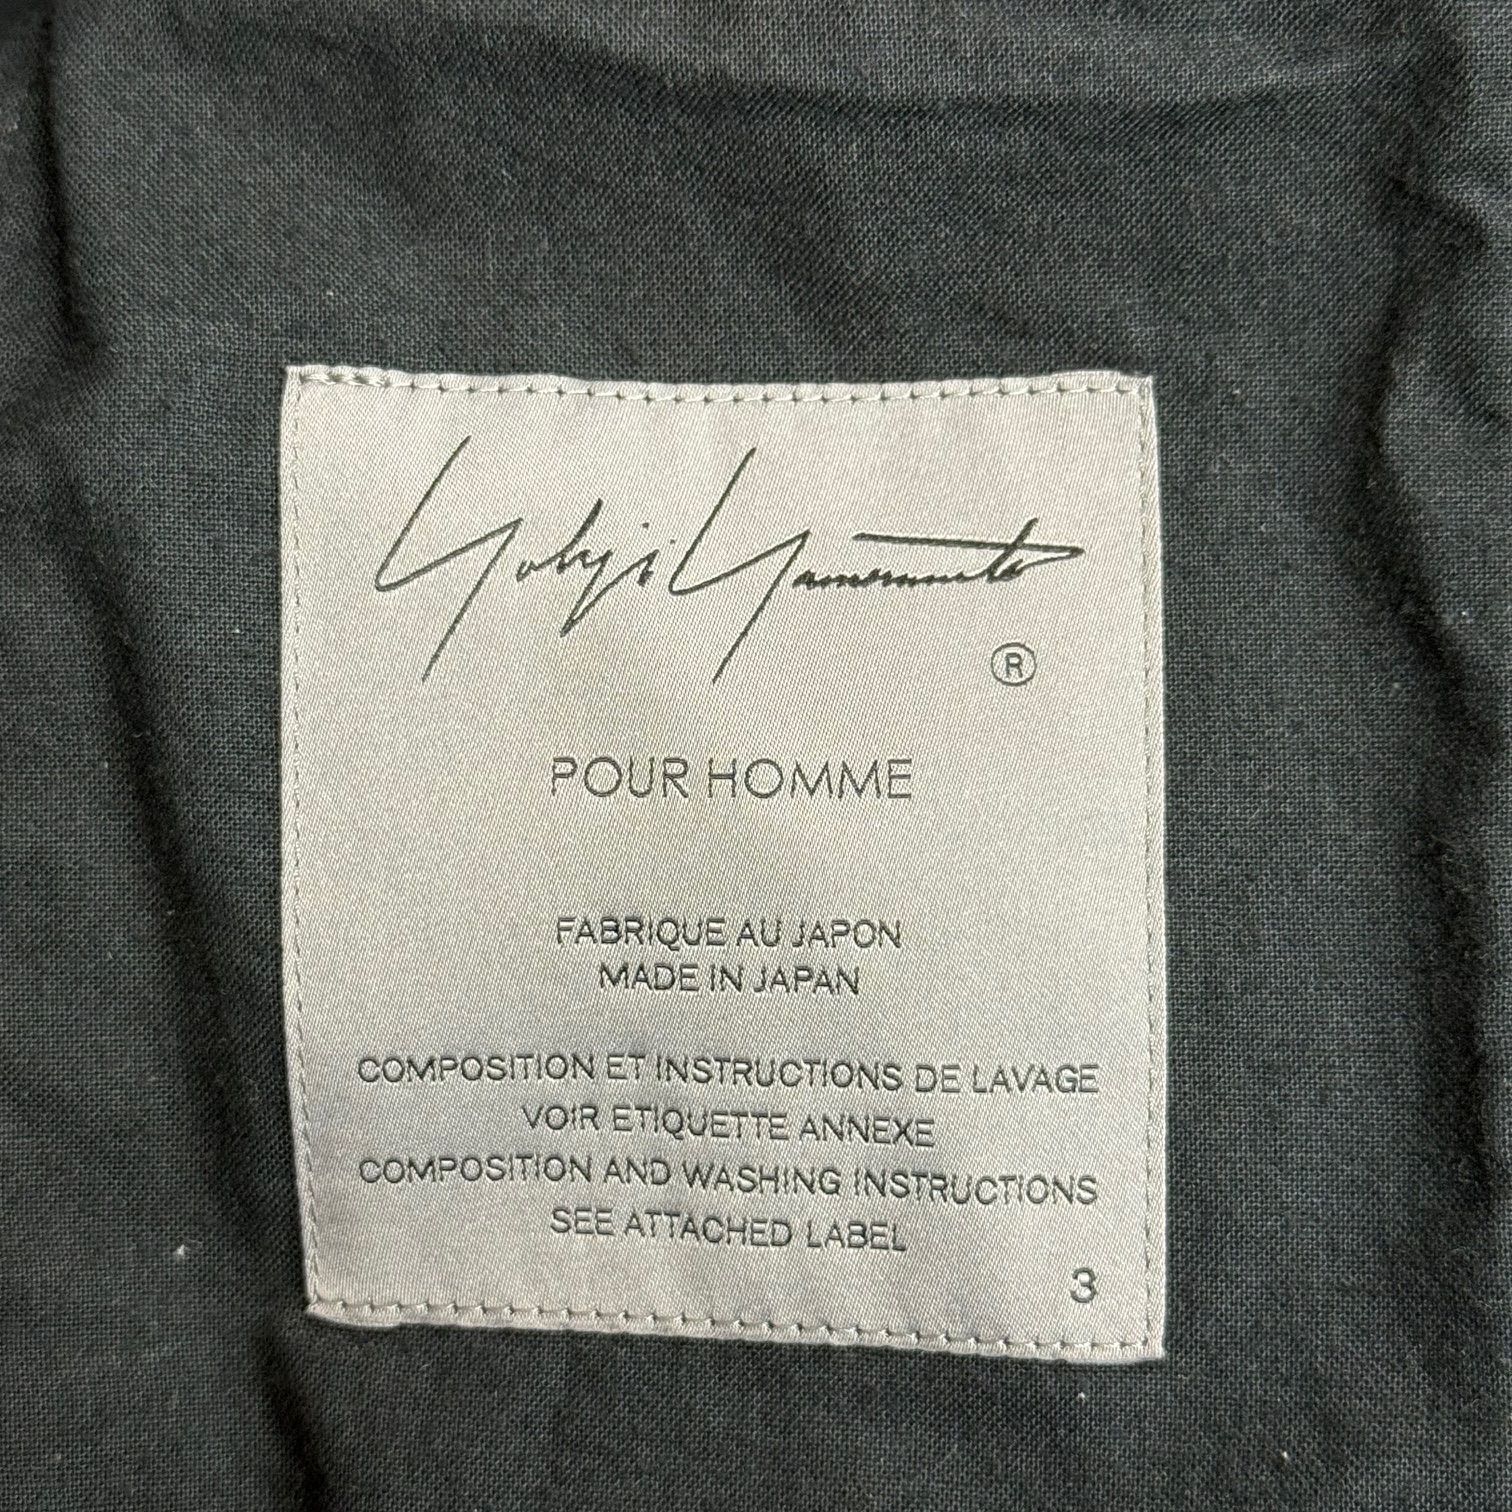 Yohji Yamamoto
®
POUR HOMME
FABRIQUE AU JAPON
MADE IN JAPAN
COMPOSITION ET INSTRUCTIONS DE LAVAGE
VOIR ETIQUETTE ANNEXE
COMPOSITION AND WASHING INSTRUCTIONS
SEE ATTACHED LABEL
3